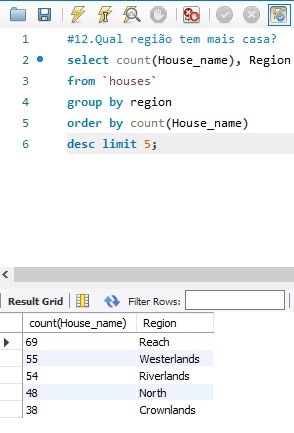 1 #12.Qual região tem mais casa?
2 select count(House_name), Region
3 from `houses`
4 group by region
5 order by count(House_name)
6 desc limit 5;
Result Grid Filter Rows:
count(House_name) Region
69 Reach
55 Westerlands
54 Riverlands
48 North
38 Crownlands